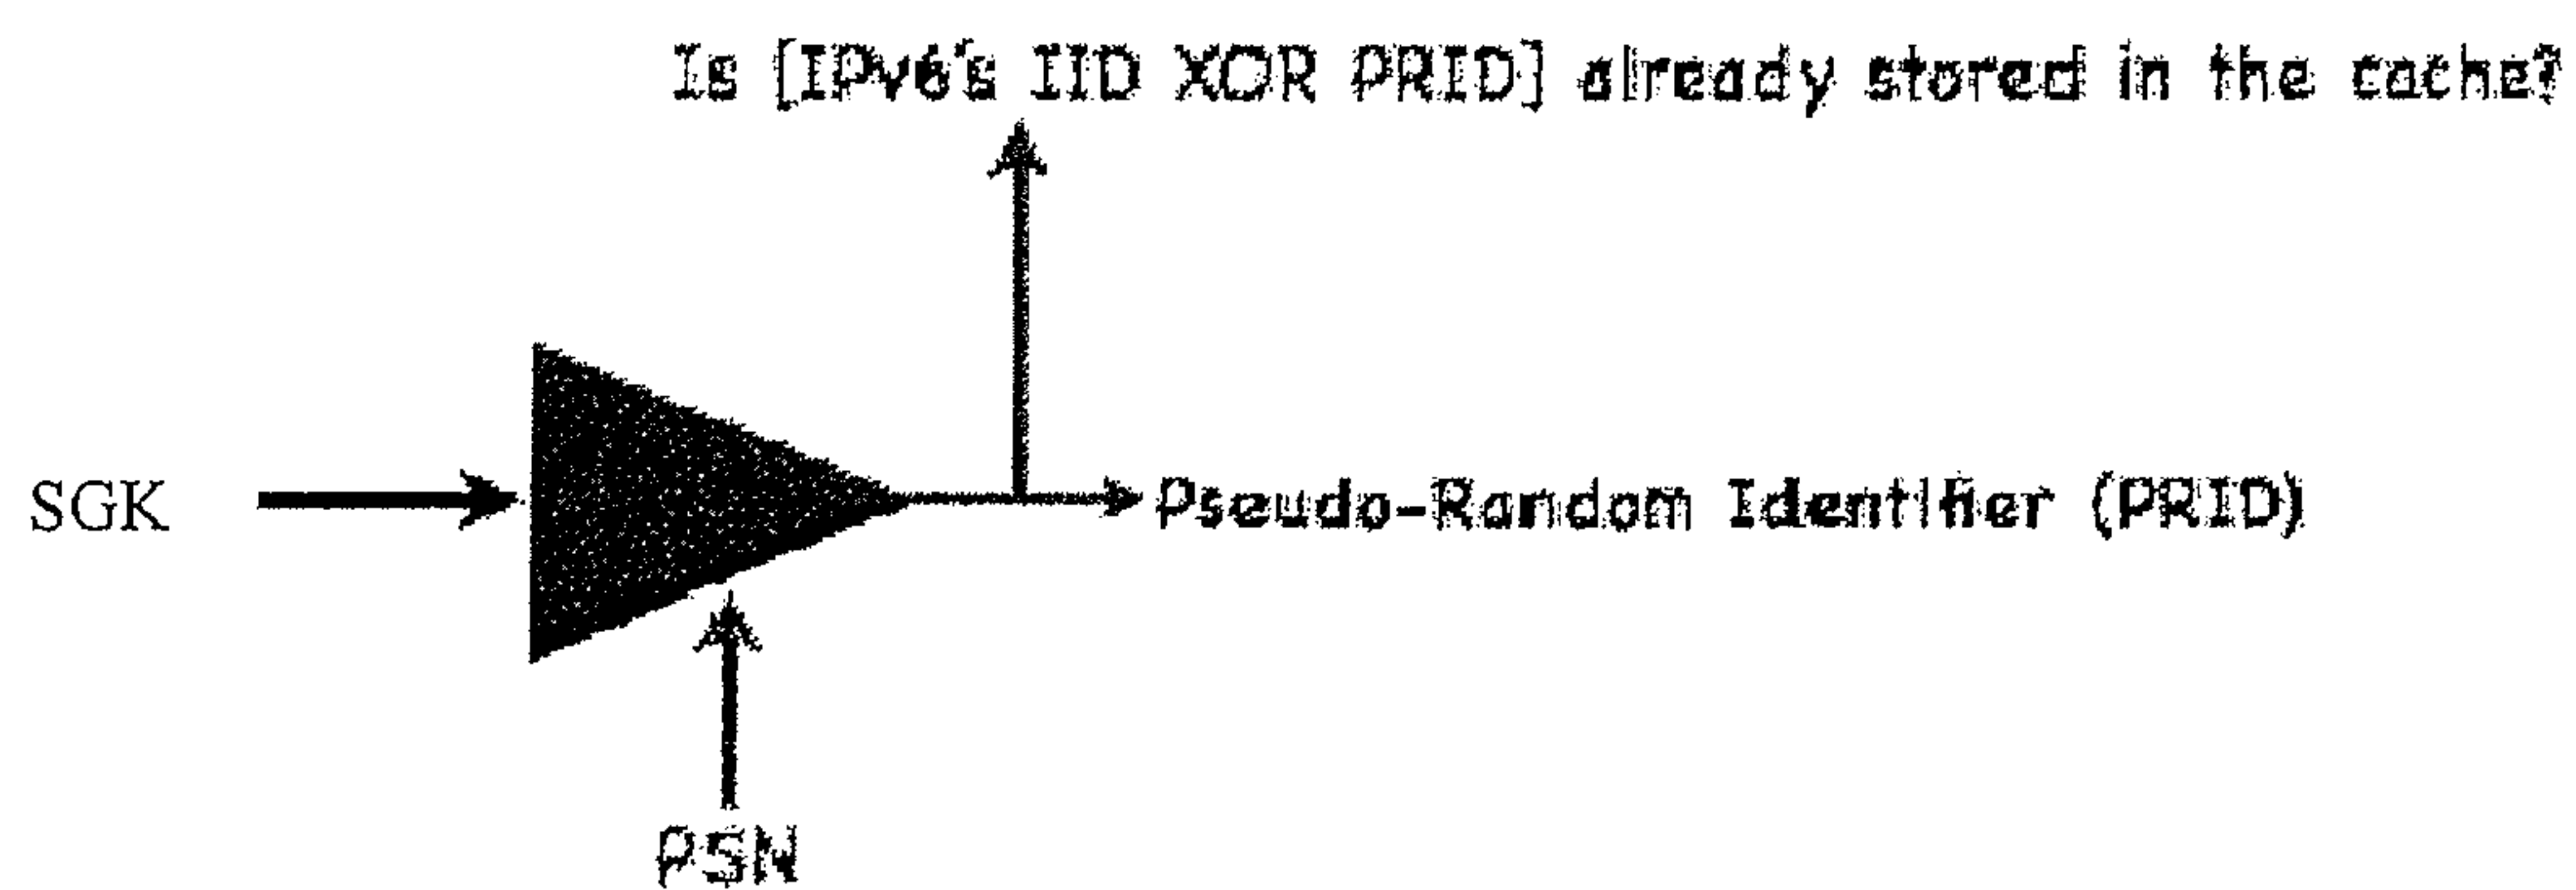 Is [IPv6's IID XOR PRID] already stored in the cache?
SGK
Pseudo-Random Identifier (PRID)
PSN